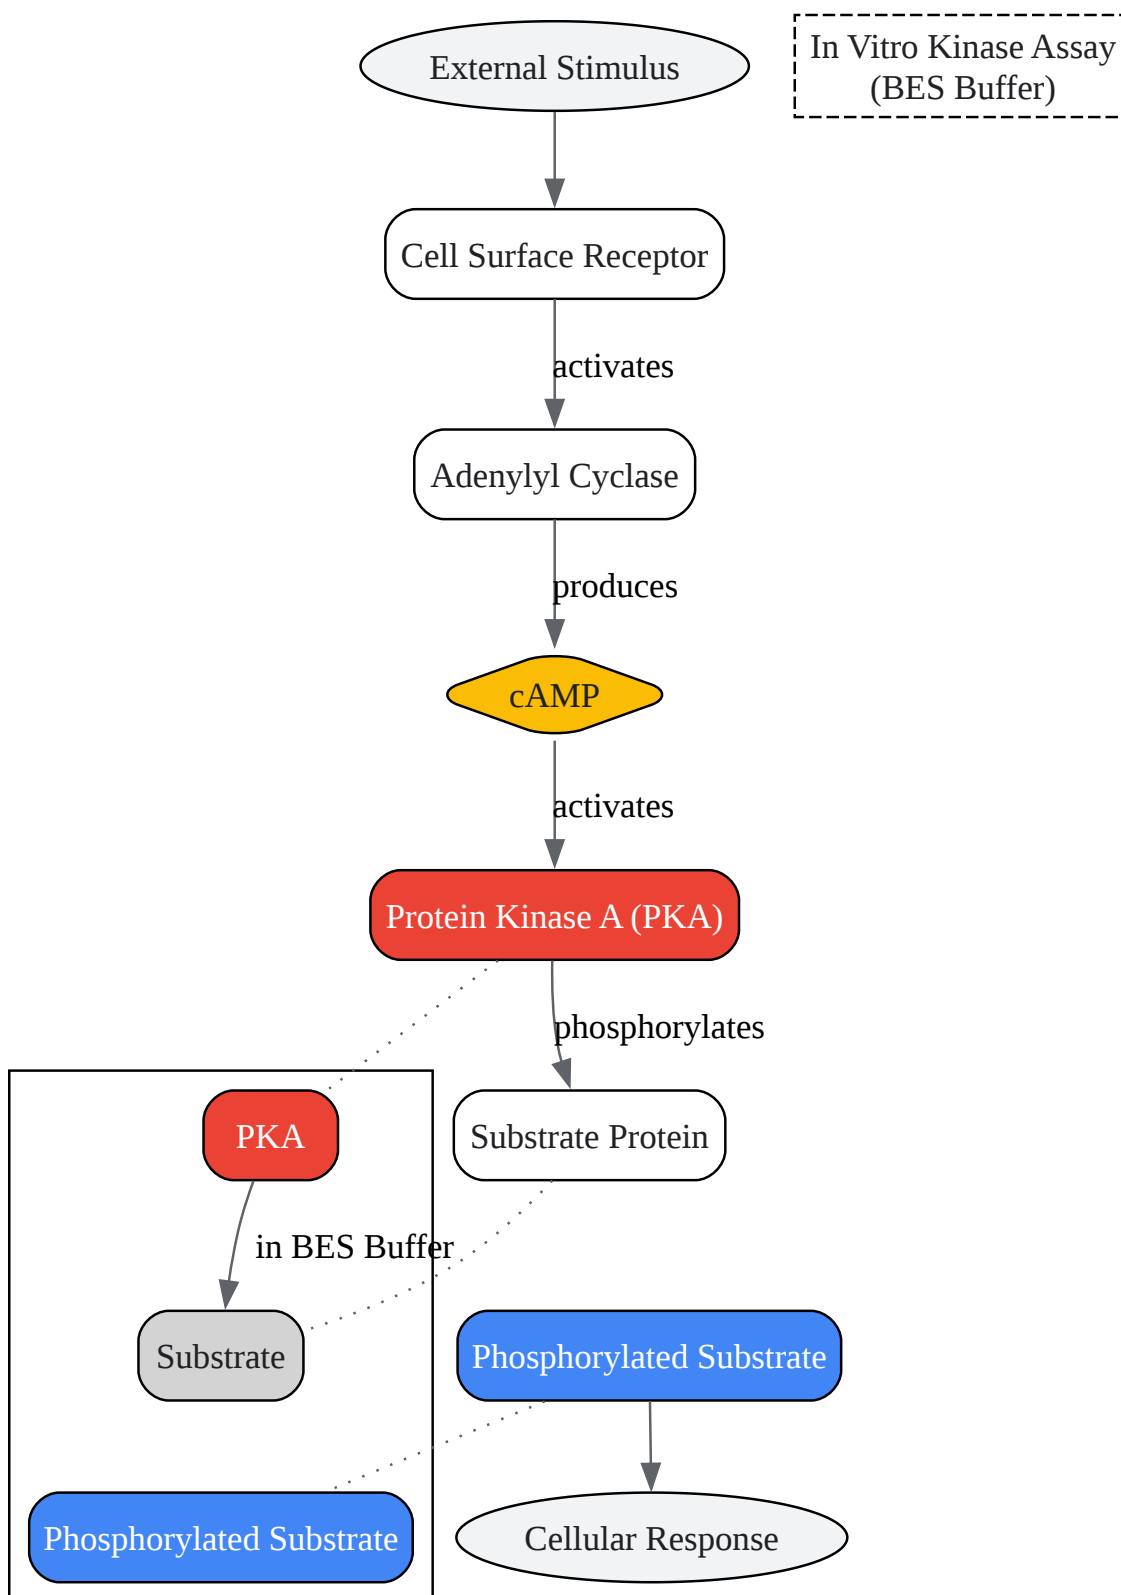 External Stimulus
In Vitro Kinase Assay
(BES Buffer)
Cell Surface Receptor
activates
Adenylyl Cyclase
produces
cAMP
activates
Protein Kinase A (PKA)
phosphorylates
PKA
Substrate Protein
in BES Buffer
Substrate
Phosphorylated Substrate
Phosphorylated Substrate
Cellular Response